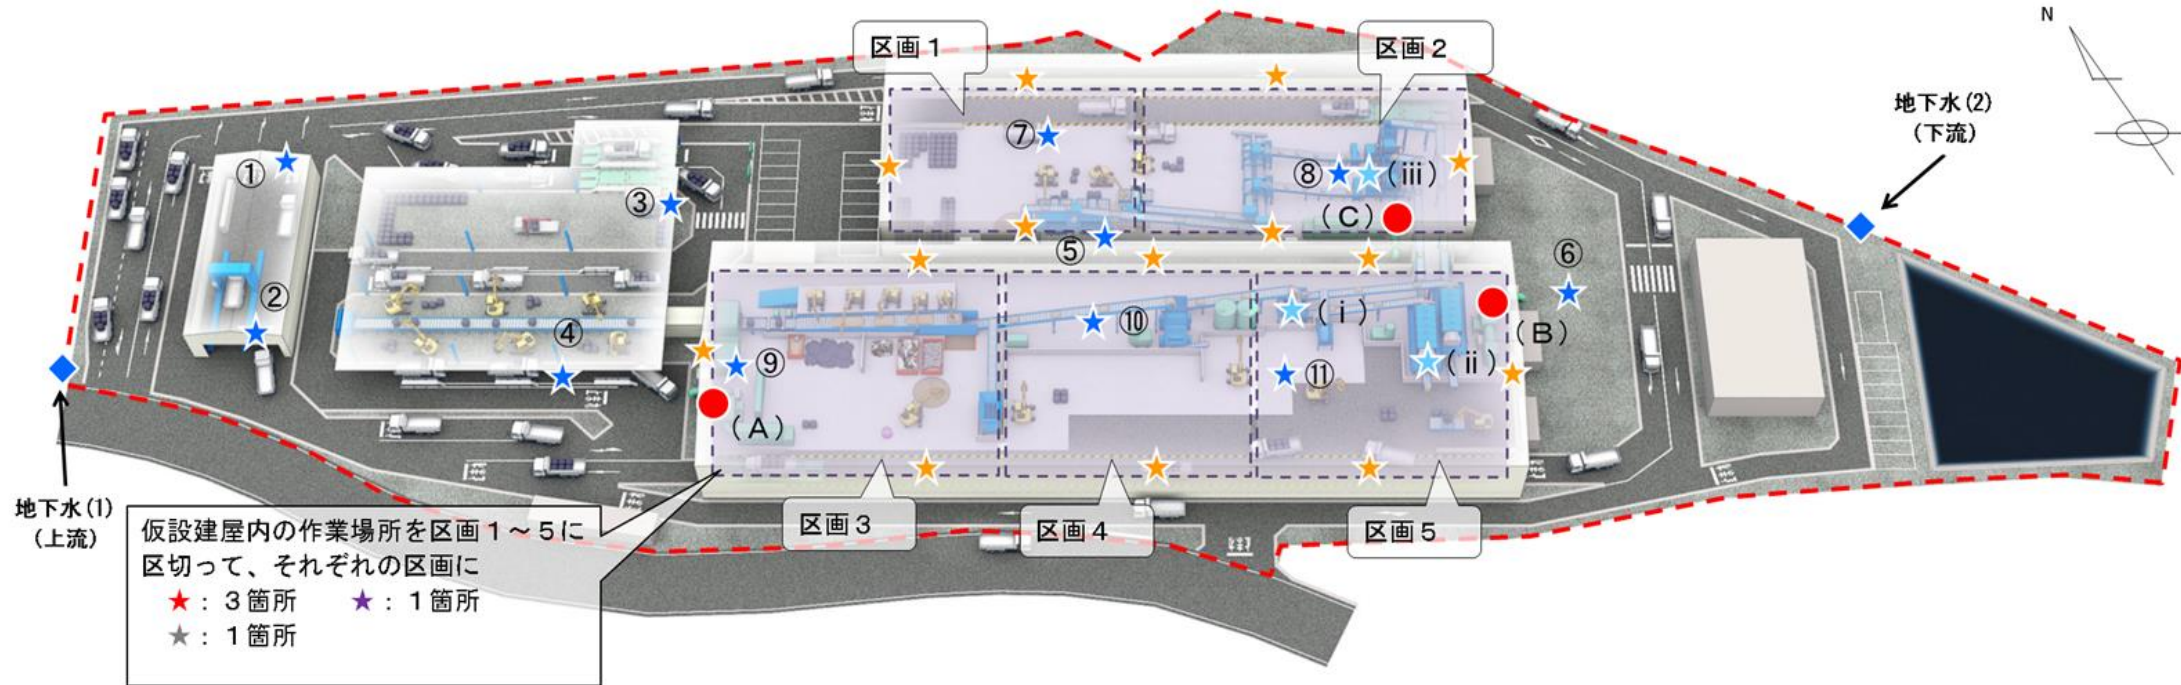 N
区画1
区画2
地下水(2)
(下流)
①
⑦
⑧
(iii)
③
(C)
⑤
⑥
②
(i)
⑩
(B)
④
⑨
(ii)
⑪
(A)
地下水(1)
(上流)
区画3
区画4
区画5
仮設建屋内の作業場所を区画1~5に
区切って、それぞれの区画に
★:3箇所 ★:1箇所
★:1箇所